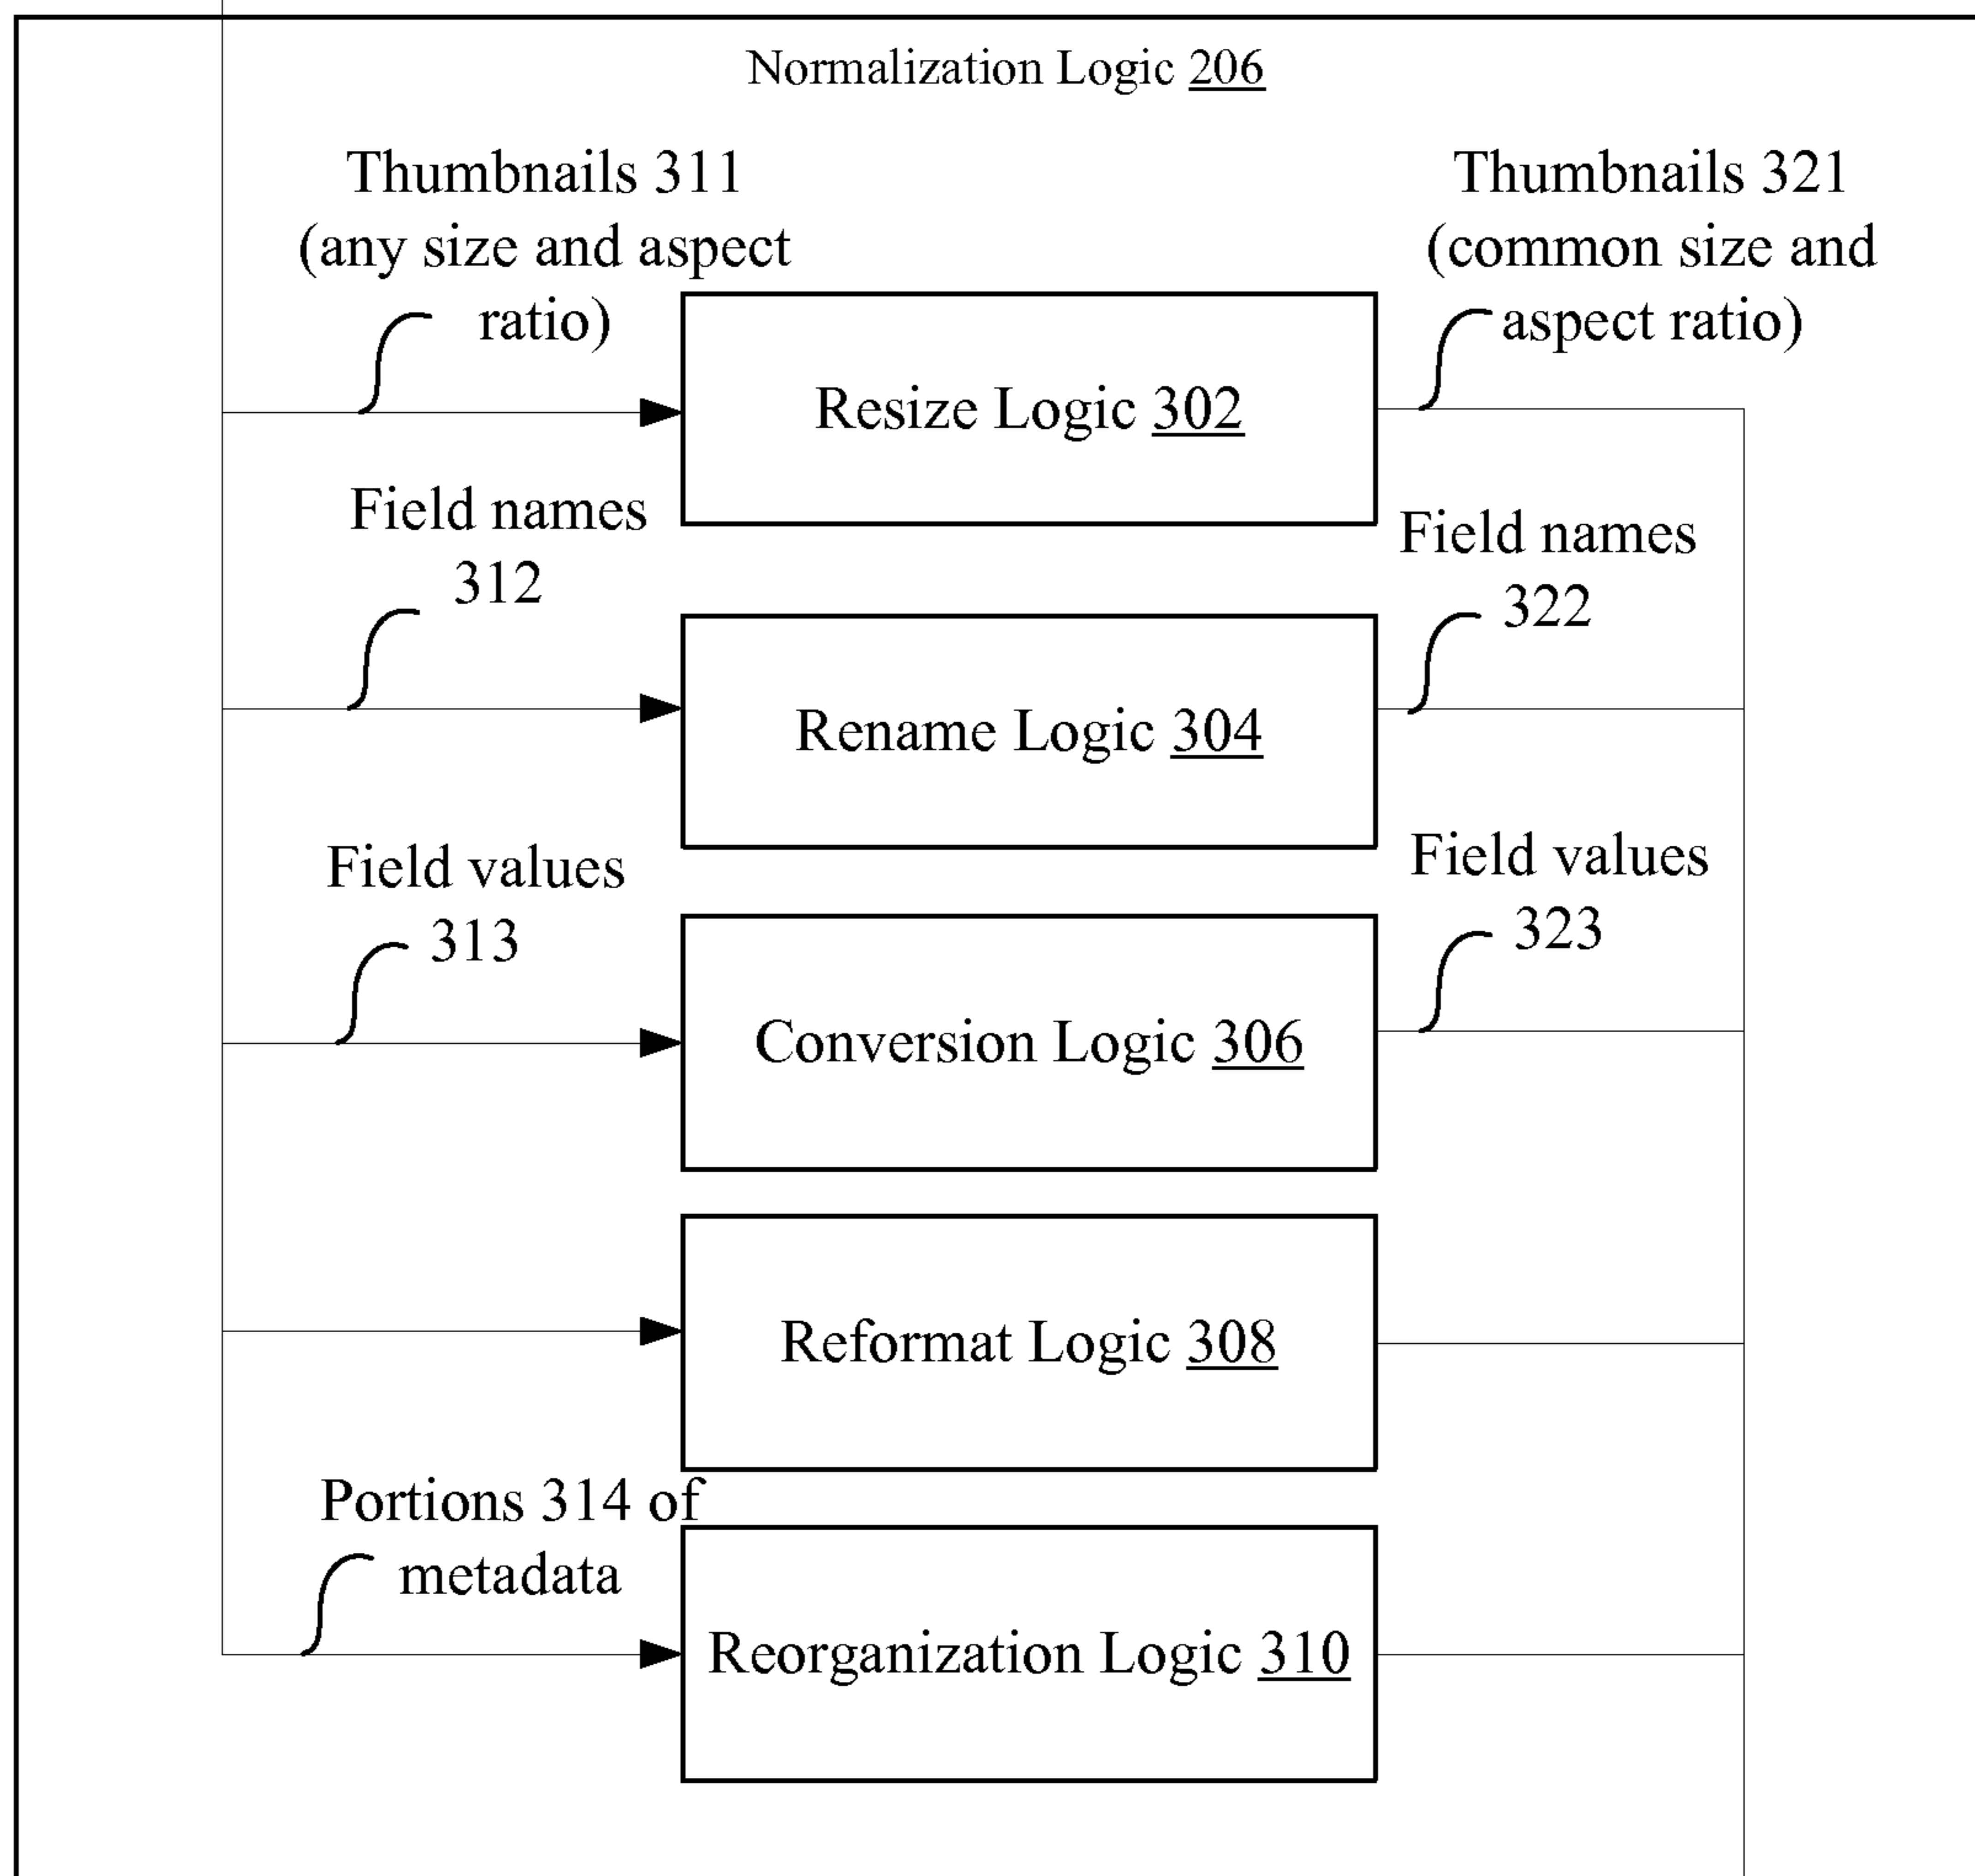 Normalization Logic 206
Thumbnails 311
(any size and aspect
ratio)
Thumbnails 321
(common size and
aspect ratio)
Resize Logic 302
Field names
312
Field names
322
Rename Logic 304
Field values
313
Field values
323
Conversion Logic 306
Reformat Logic 308
Portions 314 of
metadata
Reorganization Logic 310